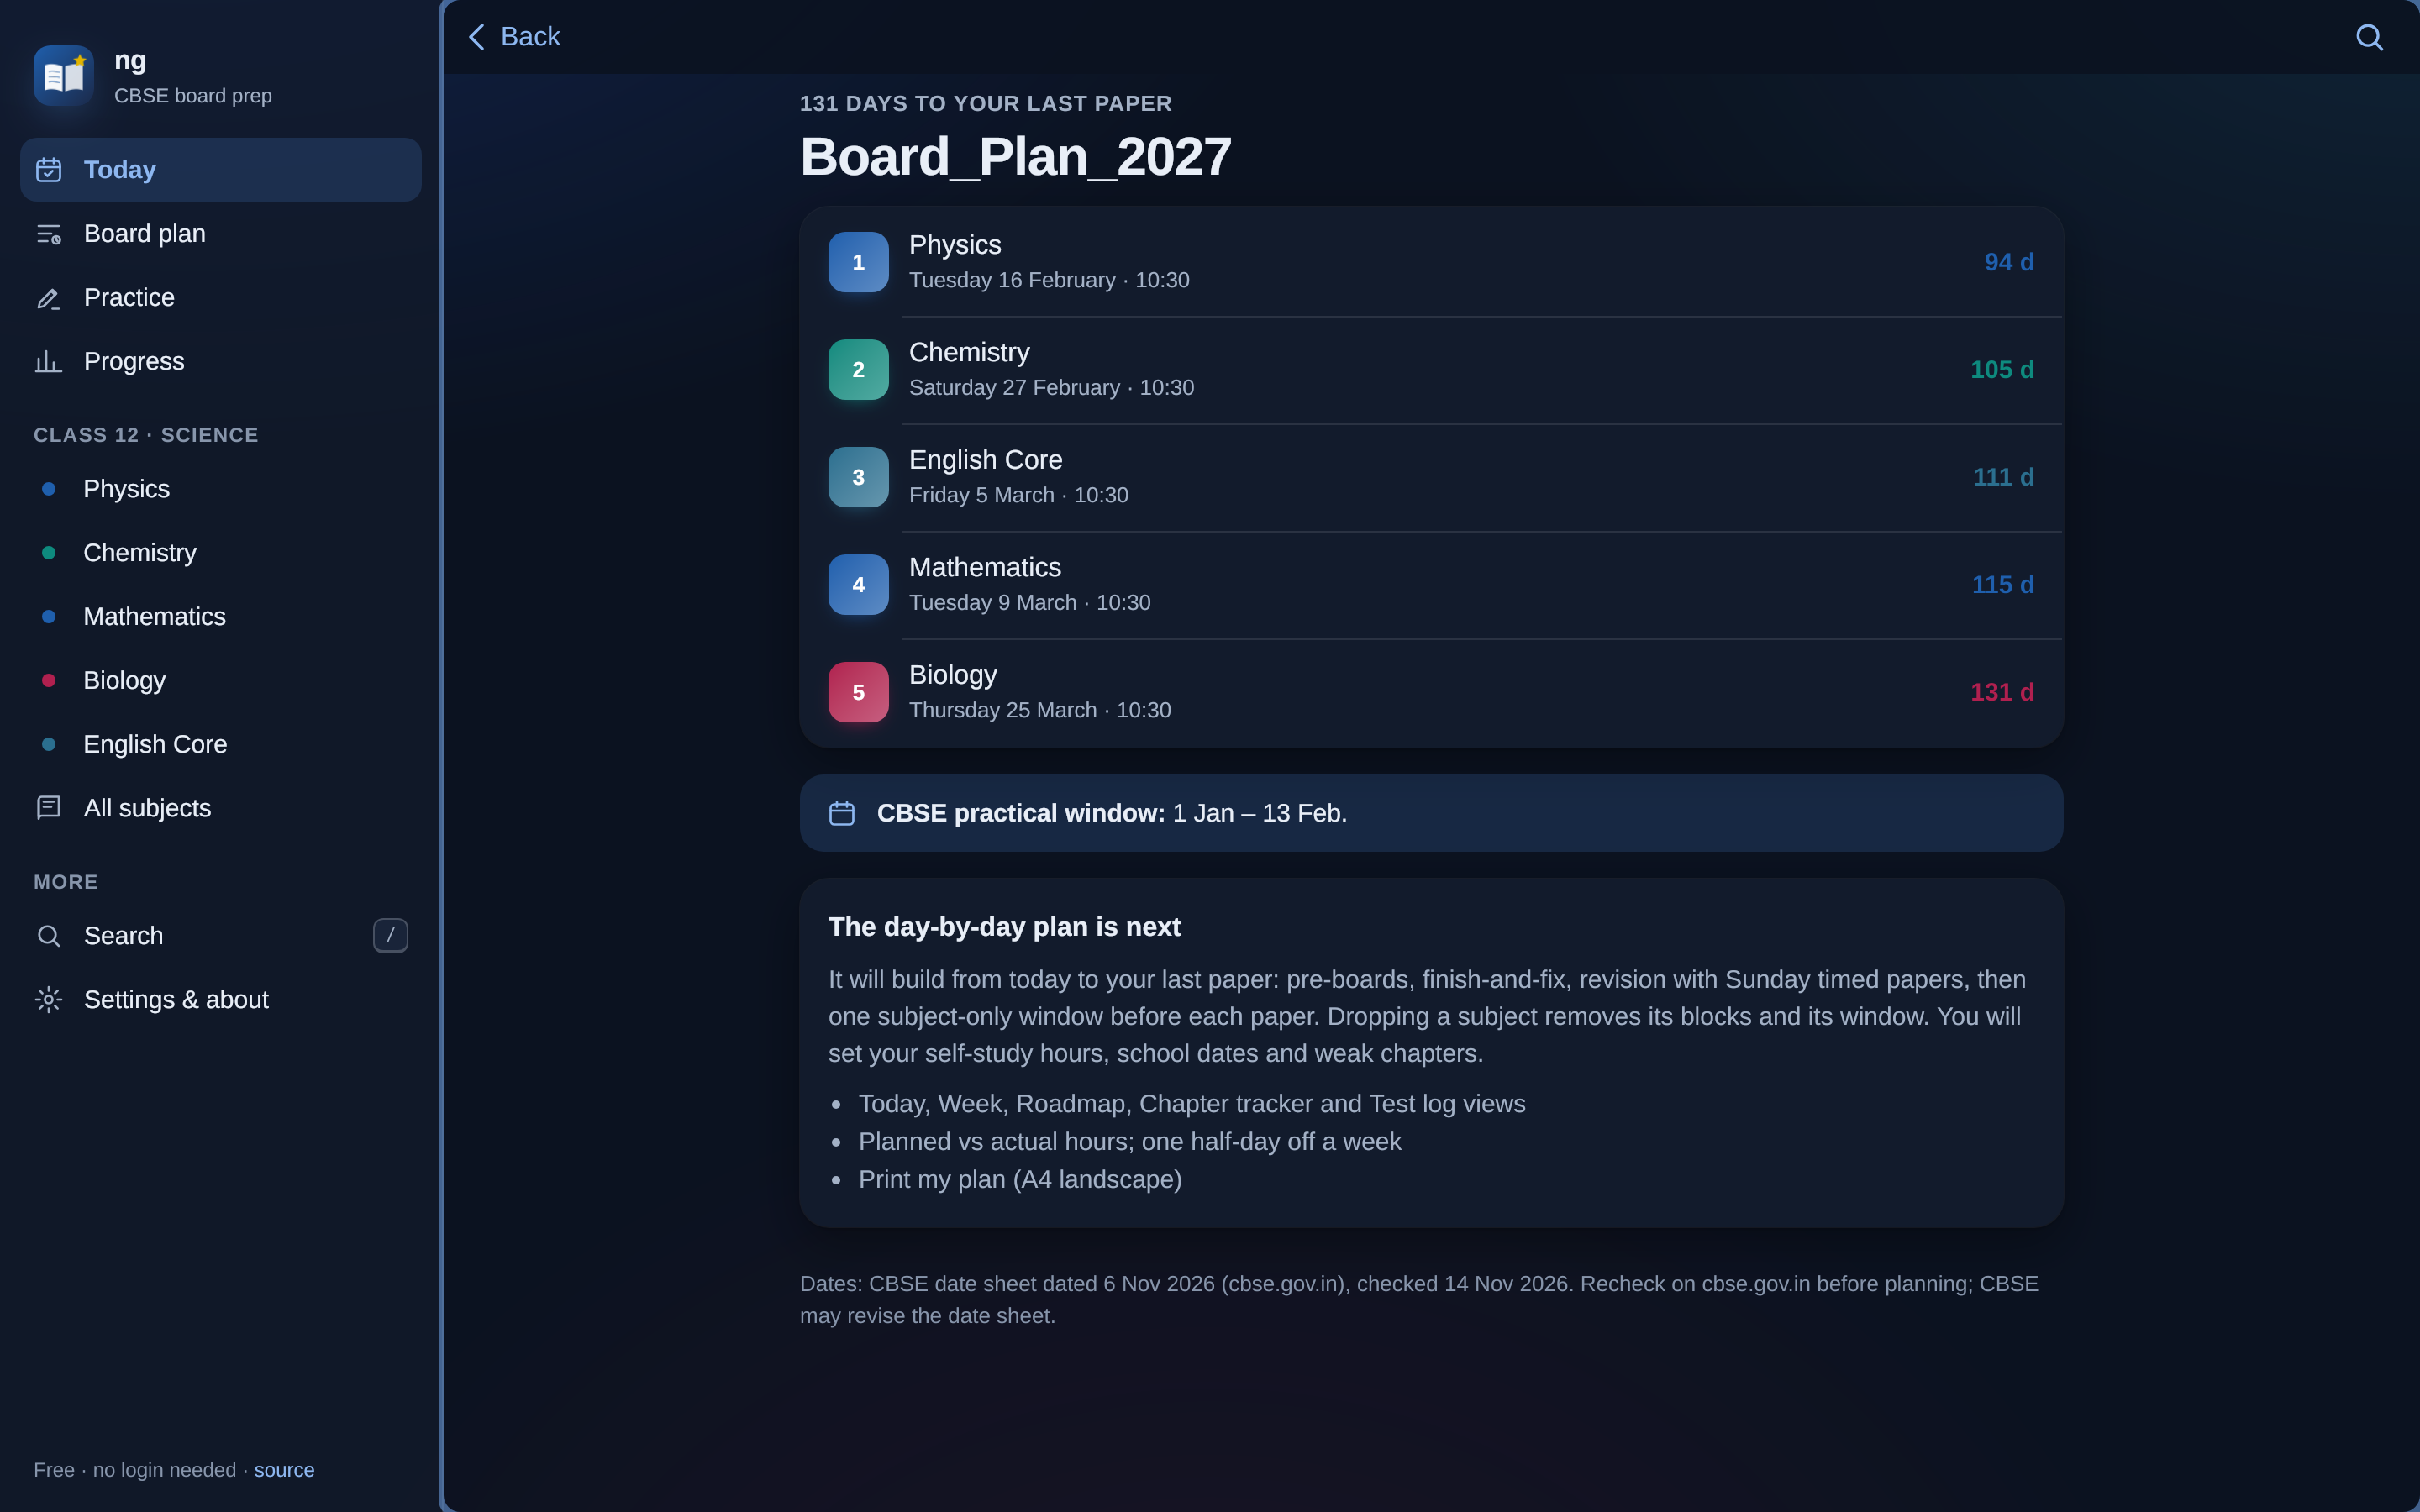 ng
CBSE board prep
Today
Board plan
Practice
Progress
CLASS 12 · SCIENCE
Physics
Chemistry
Mathematics
Biology
English Core
All subjects
MORE
Search
/
Settings & about
Free · no login needed · source
Back
131 DAYS TO YOUR LAST PAPER
Board_Plan_2027
1
Physics
Tuesday 16 February · 10:30
94 d
2
Chemistry
Saturday 27 February · 10:30
105 d
3
English Core
Friday 5 March · 10:30
111 d
4
Mathematics
Tuesday 9 March · 10:30
115 d
5
Biology
Thursday 25 March · 10:30
131 d
CBSE practical window: 1 Jan – 13 Feb.
The day-by-day plan is next
It will build from today to your last paper: pre-boards, finish-and-fix, revision with Sunday timed papers, then
one subject-only window before each paper. Dropping a subject removes its blocks and its window. You will
set your self-study hours, school dates and weak chapters.
• Today, Week, Roadmap, Chapter tracker and Test log views
• Planned vs actual hours; one half-day off a week
• Print my plan (A4 landscape)
Dates: CBSE date sheet dated 6 Nov 2026 (cbse.gov.in), checked 14 Nov 2026. Recheck on cbse.gov.in before planning; CBSE
may revise the date sheet.